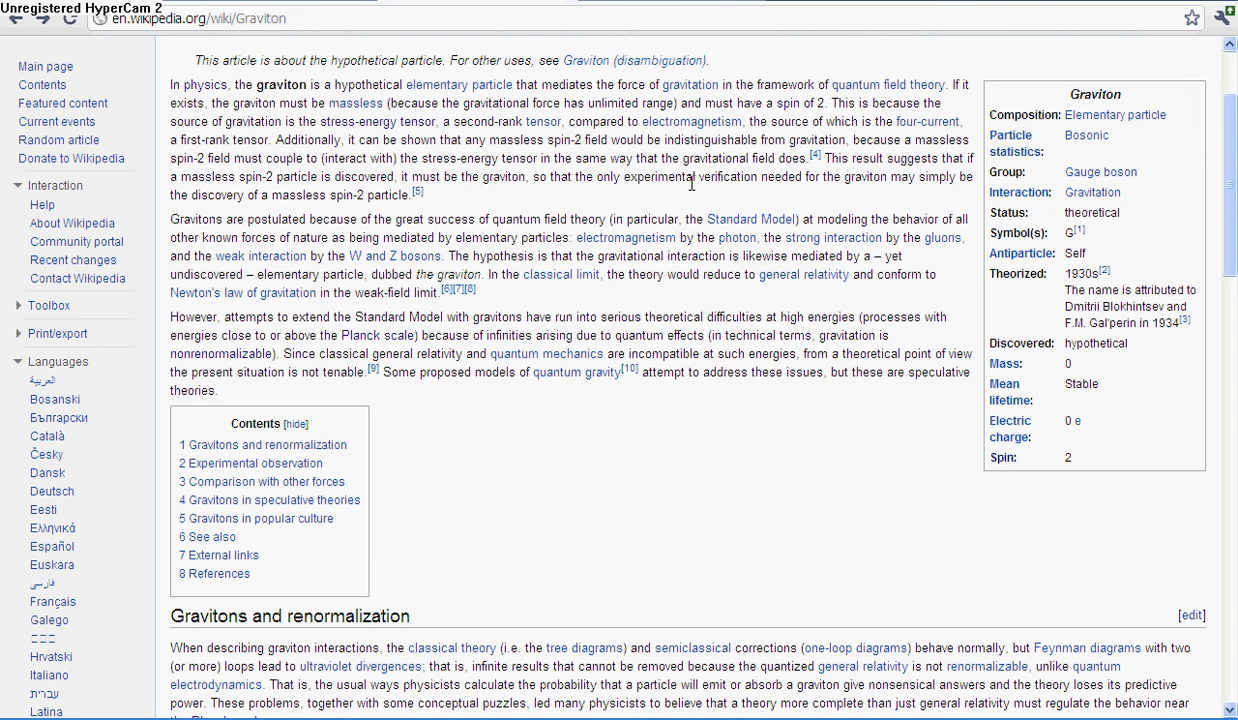 Unregistered HyperCam 2
en.wikipedia.org/wiki/Graviton
This article is about the hypothetical particle. For other uses, see Graviton (disambiguation).
Main page
Contents
Featured content
Current events
Random article
Donate to Wikipedia
Interaction
Help
About Wikipedia
Community portal
Recent changes
Contact Wikipedia
Toolbox
Print/export
Languages
العربية
Bosanski
Български
Català
Česky
Dansk
Deutsch
Eesti
Ελληνικά
Español
Euskara
فارسی
Français
Galego
Hrvatski
Italiano
עברית
Latina
In physics, the graviton is a hypothetical elementary particle that mediates the force of gravitation in the framework of quantum field theory. If it
exists, the graviton must be massless (because the gravitational force has unlimited range) and must have a spin of 2. This is because the
source of gravitation is the stress-energy tensor, a second-rank tensor, compared to electromagnetism, the source of which is the four-current,
a first-rank tensor. Additionally, it can be shown that any massless spin-2 field would be indistinguishable from gravitation, because a massless
spin-2 field must couple to (interact with) the stress-energy tensor in the same way that the gravitational field does.[4] This result suggests that if
a massless spin-2 particle is discovered, it must be the graviton, so that the only experimental verification needed for the graviton may simply be
the discovery of a massless spin-2 particle.[5]
Gravitons are postulated because of the great success of quantum field theory (in particular, the Standard Model) at modeling the behavior of all
other known forces of nature as being mediated by elementary particles: electromagnetism by the photon, the strong interaction by the gluons,
and the weak interaction by the W and Z bosons. The hypothesis is that the gravitational interaction is likewise mediated by a – yet
undiscovered – elementary particle, dubbed the graviton. In the classical limit, the theory would reduce to general relativity and conform to
Newton's law of gravitation in the weak-field limit.[6][7][8]
However, attempts to extend the Standard Model with gravitons have run into serious theoretical difficulties at high energies (processes with
energies close to or above the Planck scale) because of infinities arising due to quantum effects (in technical terms, gravitation is
nonrenormalizable). Since classical general relativity and quantum mechanics are incompatible at such energies, from a theoretical point of view
the present situation is not tenable.[9] Some proposed models of quantum gravity[10] attempt to address these issues, but these are speculative
theories.
Graviton
Composition: Elementary particle
Particle statistics: Bosonic
Group: Gauge boson
Interaction: Gravitation
Status: theoretical
Symbol(s): G[1]
Antiparticle: Self
Theorized: 1930s[2]
The name is attributed to
Dmitrii Blokhintsev and
F.M. Gal'perin in 1934[3]
Discovered: hypothetical
Mass: 0
Mean lifetime: Stable
Electric charge: 0 e
Spin: 2
Contents [hide]
1 Gravitons and renormalization
2 Experimental observation
3 Comparison with other forces
4 Gravitons in speculative theories
5 Gravitons in popular culture
6 See also
7 External links
8 References
Gravitons and renormalization [edit]
When describing graviton interactions, the classical theory (i.e. the tree diagrams) and semiclassical corrections (one-loop diagrams) behave normally, but Feynman diagrams with two
(or more) loops lead to ultraviolet divergences; that is, infinite results that cannot be removed because the quantized general relativity is not renormalizable, unlike quantum
electrodynamics. That is, the usual ways physicists calculate the probability that a particle will emit or absorb a graviton give nonsensical answers and the theory loses its predictive
power. These problems, together with some conceptual puzzles, led many physicists to believe that a theory more complete than just general relativity must regulate the behavior near